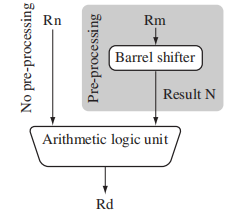 No pre-processing
Rn
Pre-processing
Rm
Barrel shifter
Result N
Arithmetic logic unit
Rd